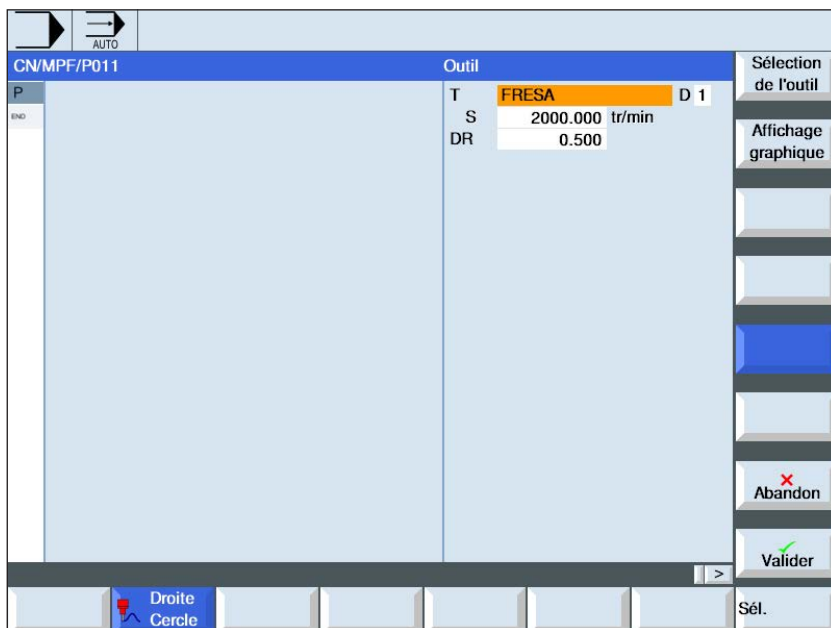 AUTO
CN/MPF/P011
Outil
P
END
T FRESA D 1
S 2000.000 tr/min
DR 0.500
Sélection
de l'outil
Affichage
graphique
Abandon
Valider
>
Droite
Cercle
Sél.